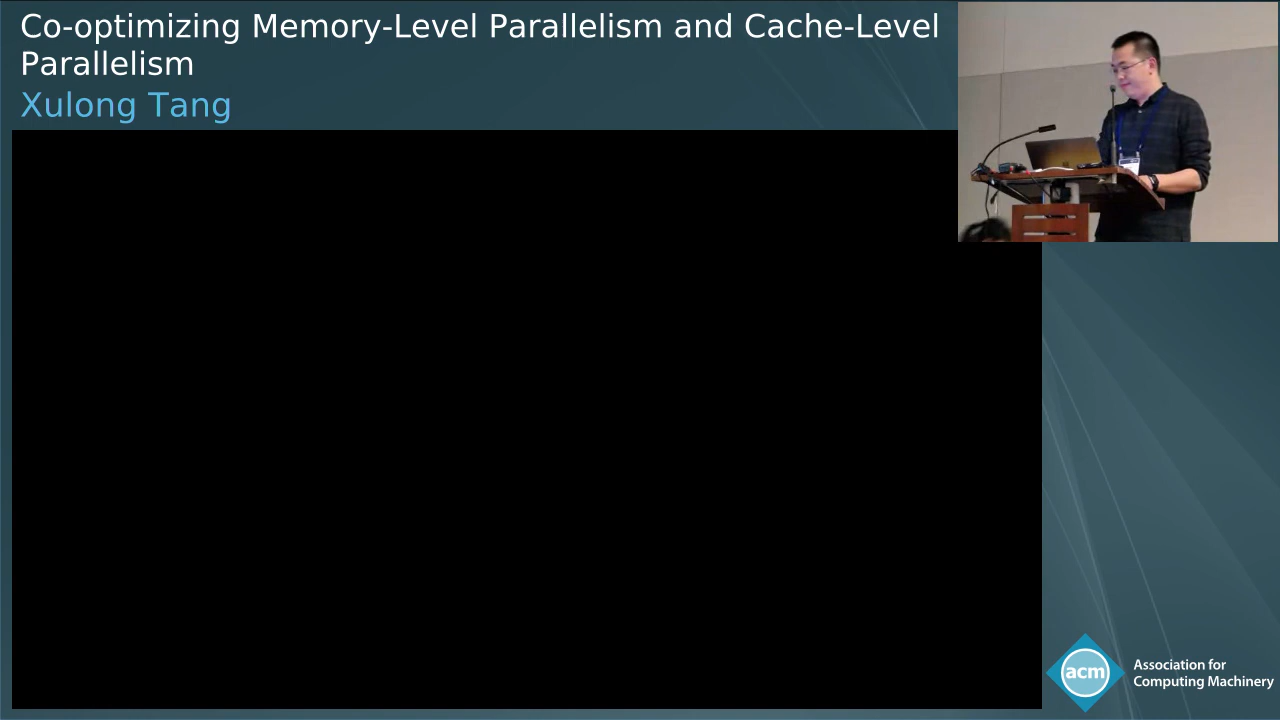 Co-optimizing Memory-Level Parallelism and Cache-Level
Parallelism
Xulong Tang
acm
Association for
Computing Machinery